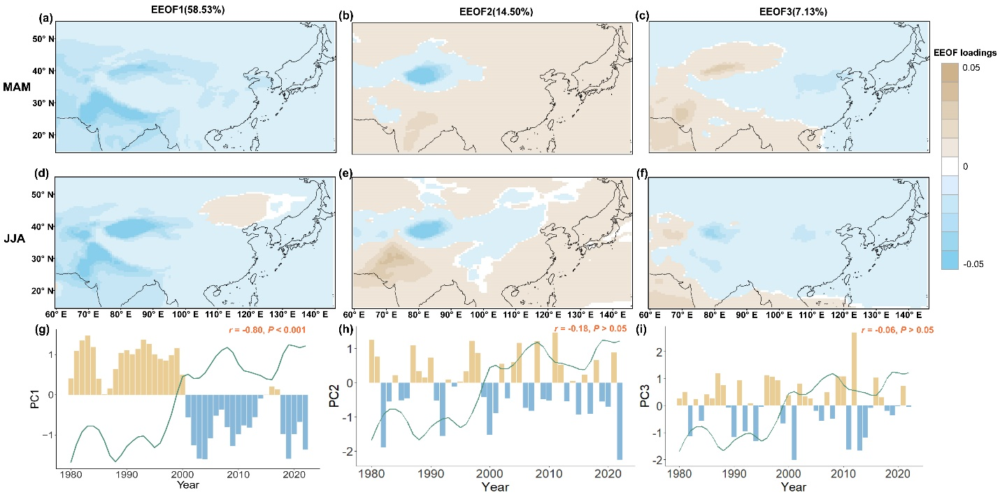 EEOF1(58.53%)
EEOF2(14.50%)
EEOF3(7.13%)
(a)
(b)
(c)
50° N
40° N
30° N
20° N
MAM
EEOF loadings
0.05
0
-0.05
(d)
(e)
(f)
50° N
40° N
30° N
20° N
JJA
60° E 70° E 80° E 90° E 100° E 110° E 120° E 130° E 140° E
60° E 70° E 80° E 90° E 100° E 110° E 120° E 130° E 140° E
60° E 70° E 80° E 90° E 100° E 110° E 120° E 130° E 140° E
(g)
r = -0.80, P < 0.001
1
0
−1
PC1
1980 1990 2000 2010 2020
Year
(h)
r = -0.18, P > 0.05
1
0
-1
-2
PC2
1980 1990 2000 2010 2020
Year
(i)
r = -0.06, P > 0.05
2
1
0
-1
-2
PC3
1980 1990 2000 2010 2020
Year